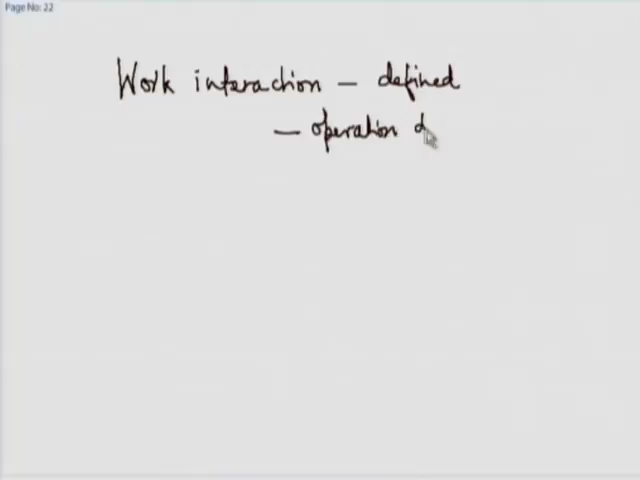 Page No: 22
Work interaction – defined
– operation d